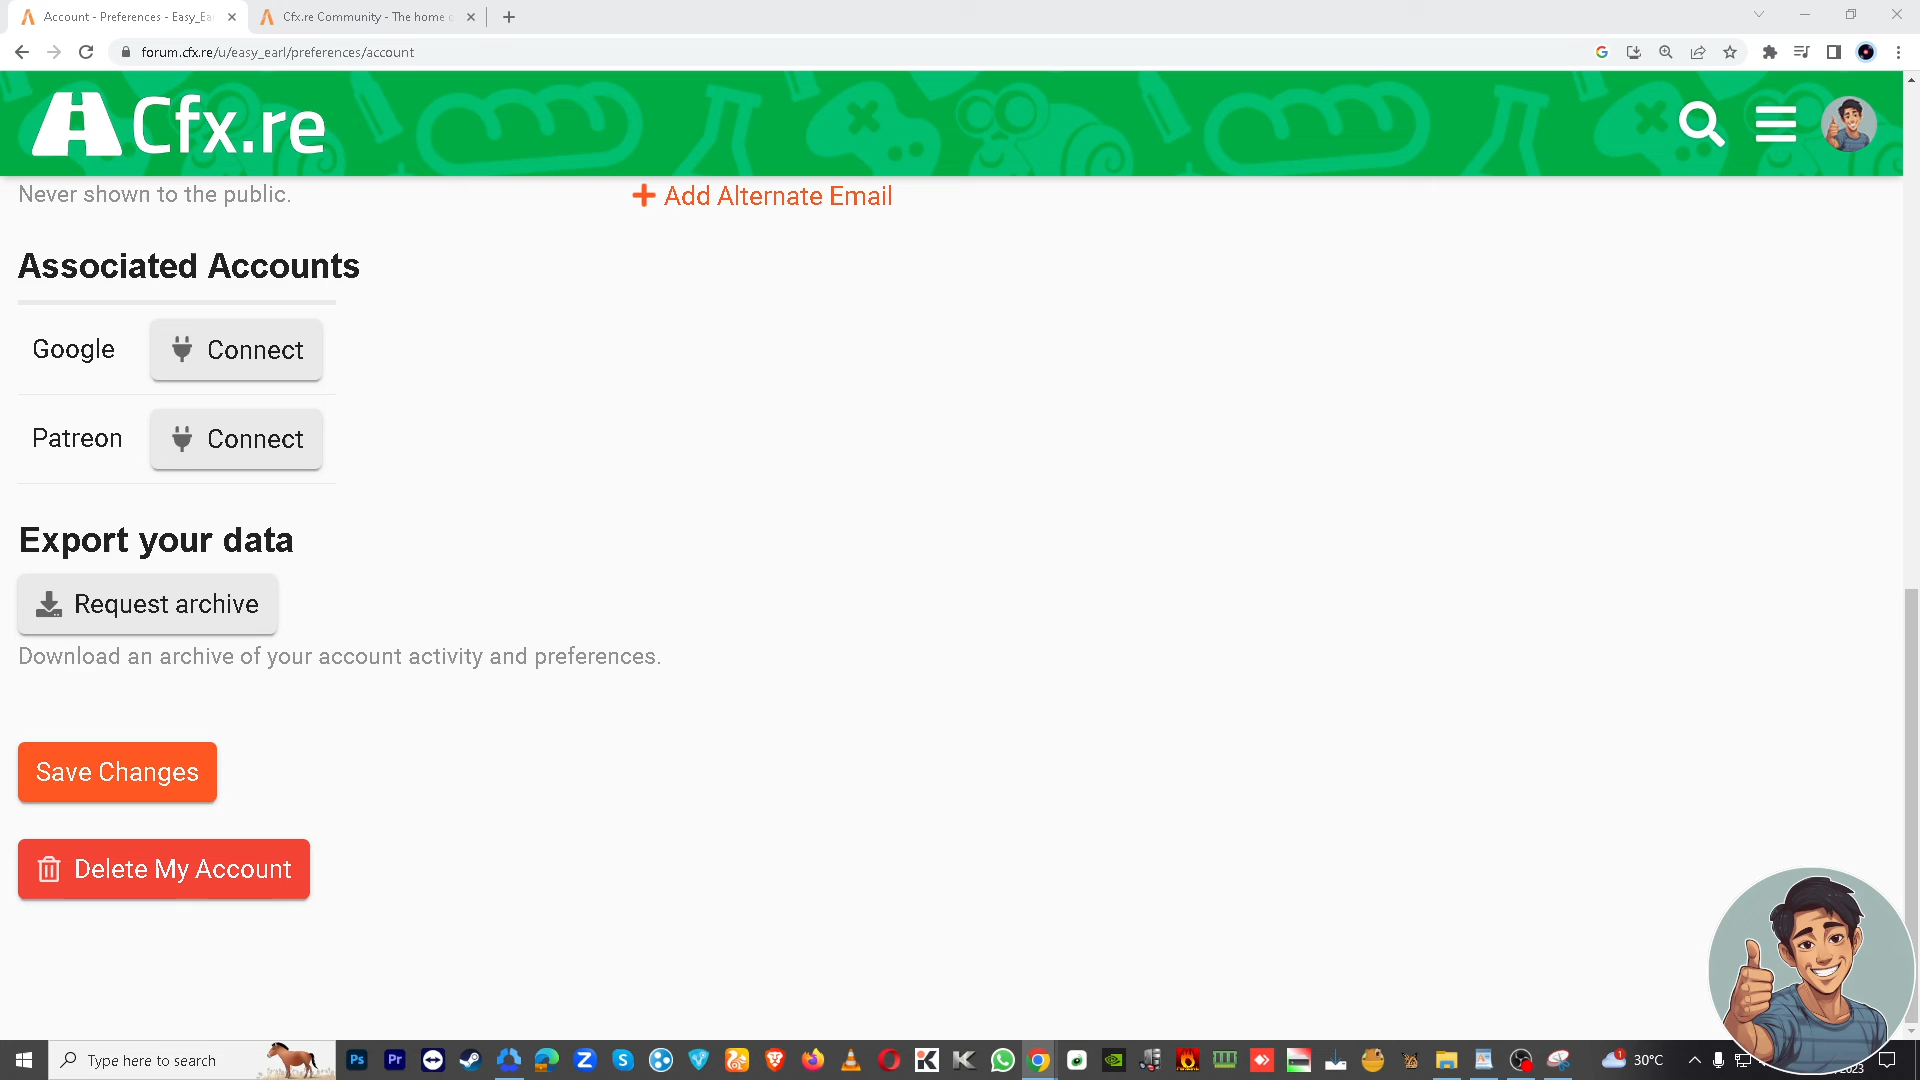 Account - Preferences - Easy_Ea
Cfx.re Community - The home o
forum.cfx.re/u/easy_earl/preferences/account
Cfx.re
Never shown to the public.
Add Alternate Email
Associated Accounts
Google
Connect
Patreon
Connect
Export your data
Request archive
Download an archive of your account activity and preferences.
Save Changes
Delete My Account
Type here to search
30°C
2023